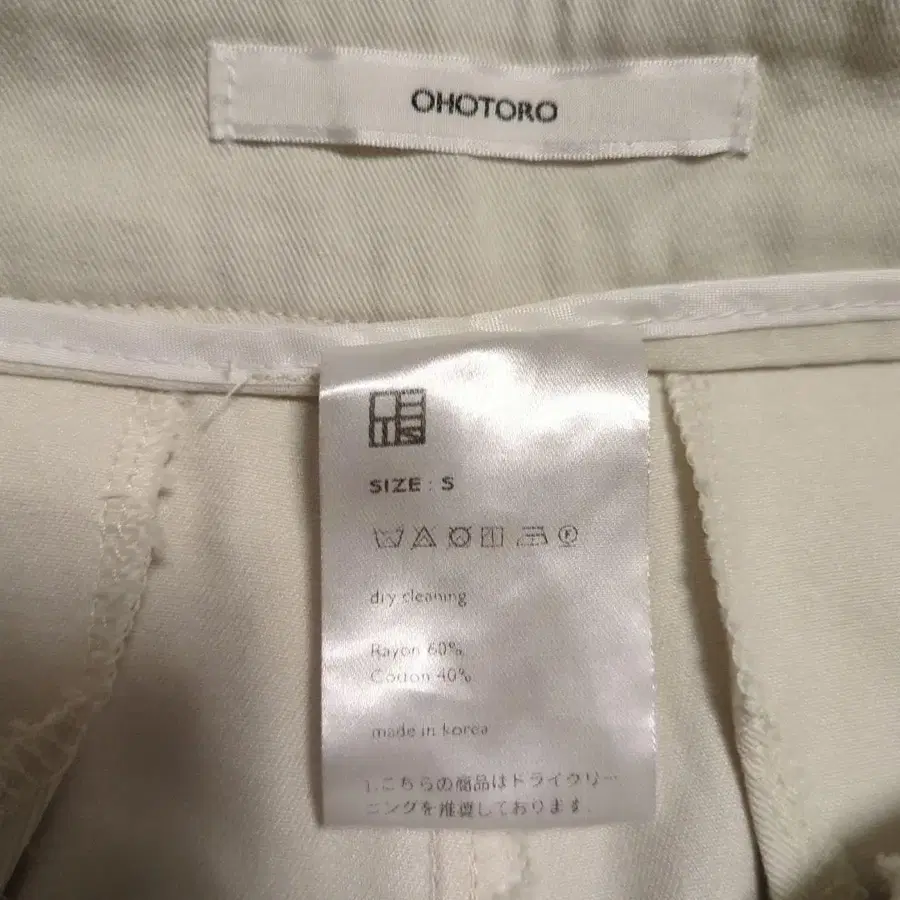 OHOTORO
SIZE : S
dry cleaning
Rayon 60%
Cotton 40%
made in korea
1.こちらの商品はドライクリー
ニングを推奨しております.